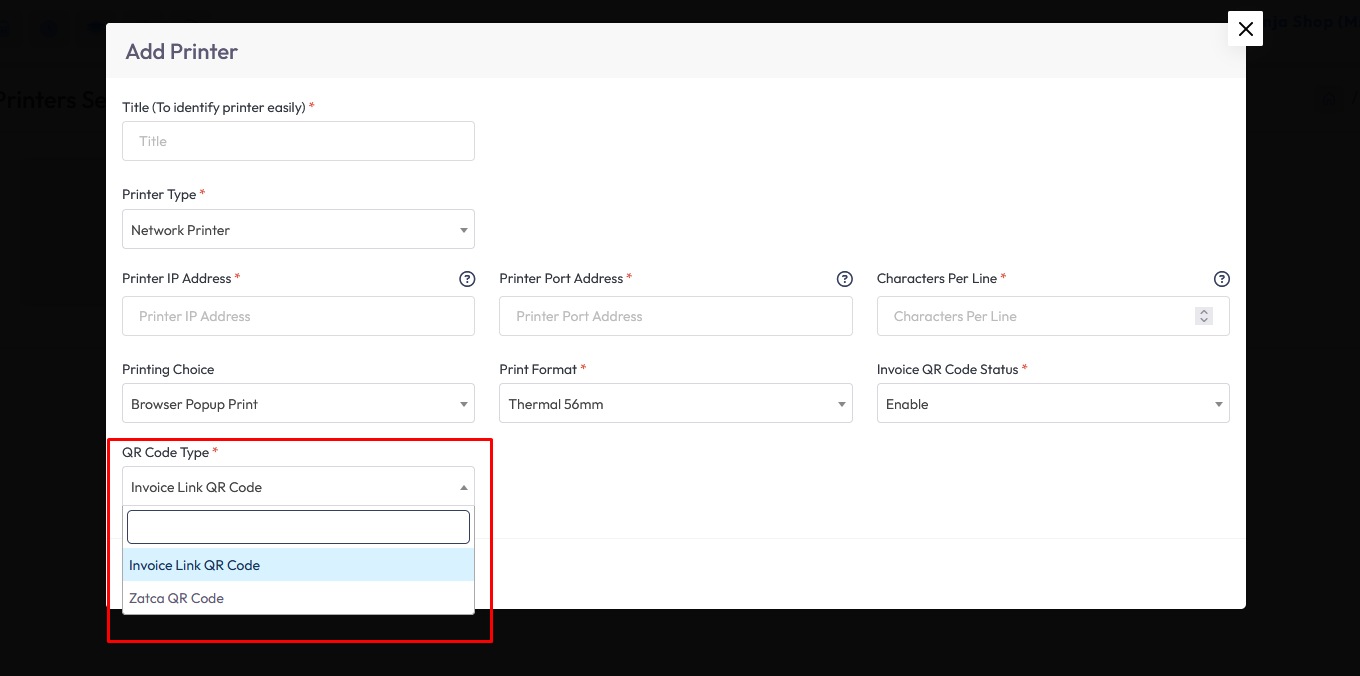 Add Printer
Title (To identify printer easily) *
Title
Printer Type *
Network Printer
Printer IP Address *
Printer Port Address *
Characters Per Line *
Printer IP Address
Printer Port Address
Characters Per Line
Printing Choice
Print Format *
Invoice QR Code Status *
Browser Popup Print
Thermal 56mm
Enable
QR Code Type *
Invoice Link QR Code
Invoice Link QR Code
Zatca QR Code
Printers
Shop